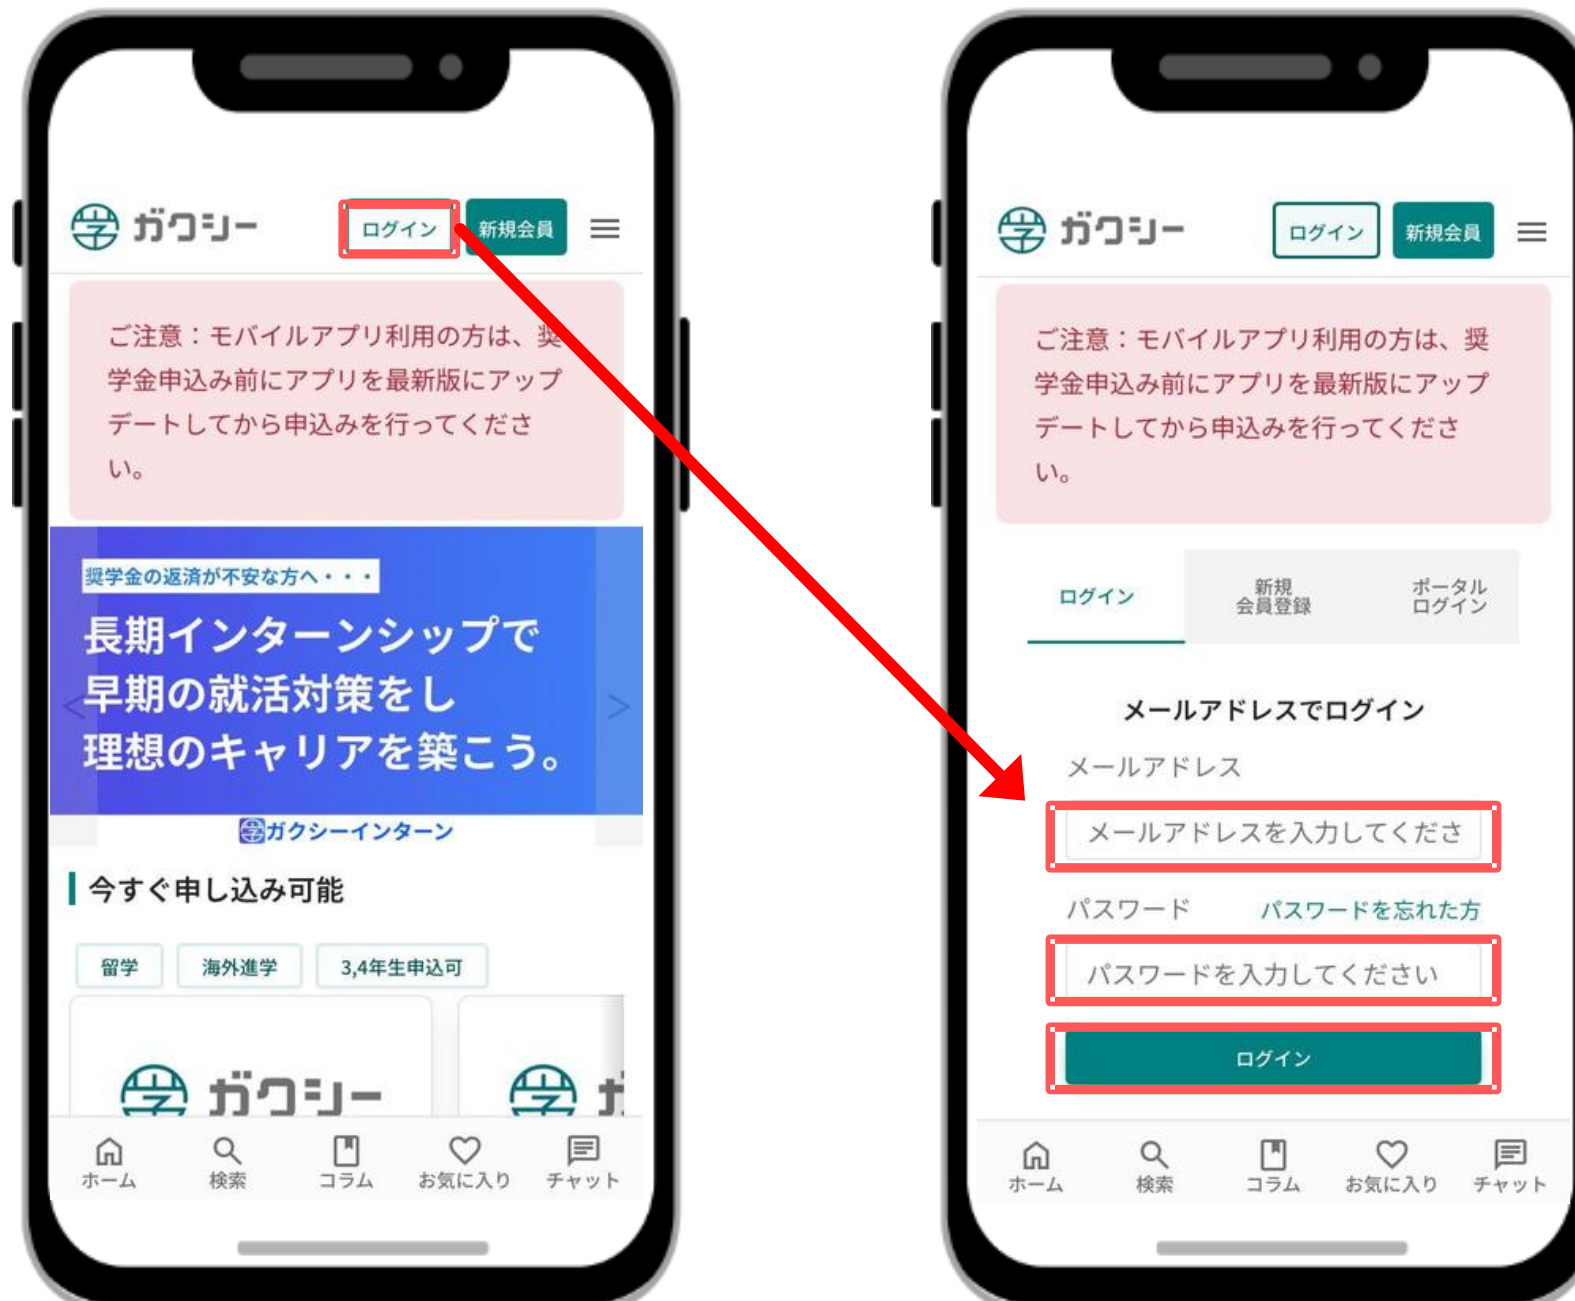 ガクシー
ログイン
新規会員
ご注意：モバイルアプリ利用の方は、奨
学金申込み前にアプリを最新版にアップ
デートしてから申込みを行ってくださ
い。
奨学金の返済が不安な方へ・・・
長期インターンシップで
早期の就活対策をし
理想のキャリアを築こう。
学ガクシーインターン
今すぐ申し込み可能
留学
海外進学
3,4年生申込可
ガクシー
ガ
ホーム
検索
コラム
お気に入り
チャット
ガクシー
ログイン
新規会員
ご注意：モバイルアプリ利用の方は、奨
学金申込み前にアプリを最新版にアップ
デートしてから申込みを行ってくださ
い。
ログイン
新規
会員登録
ポータル
ログイン
メールアドレスでログイン
メールアドレス
メールアドレスを入力してくださ
パスワード
パスワードを忘れた方
パスワードを入力してください
ログイン
ホーム
検索
コラム
お気に入り
チャット